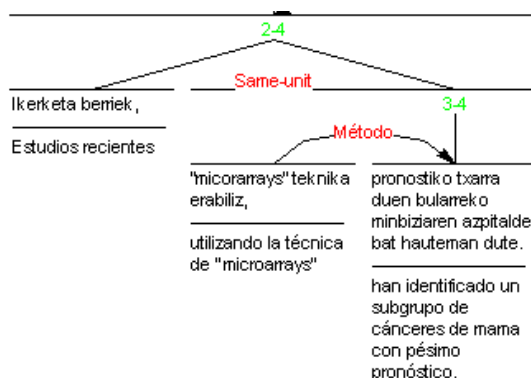 2-4
Same-unit
Ikerketa berriek,
Estudios recientes
3-4
Método
"micorarrays" teknika
erabiliz,
utilizando la técnica
de "microarrays"
pronostiko txarra
duen bularreko
minbiziaren azpitalde
bat hauteman dute.
han identificado un
subgrupo de
cánceres de mama
con pésimo
pronóstico.